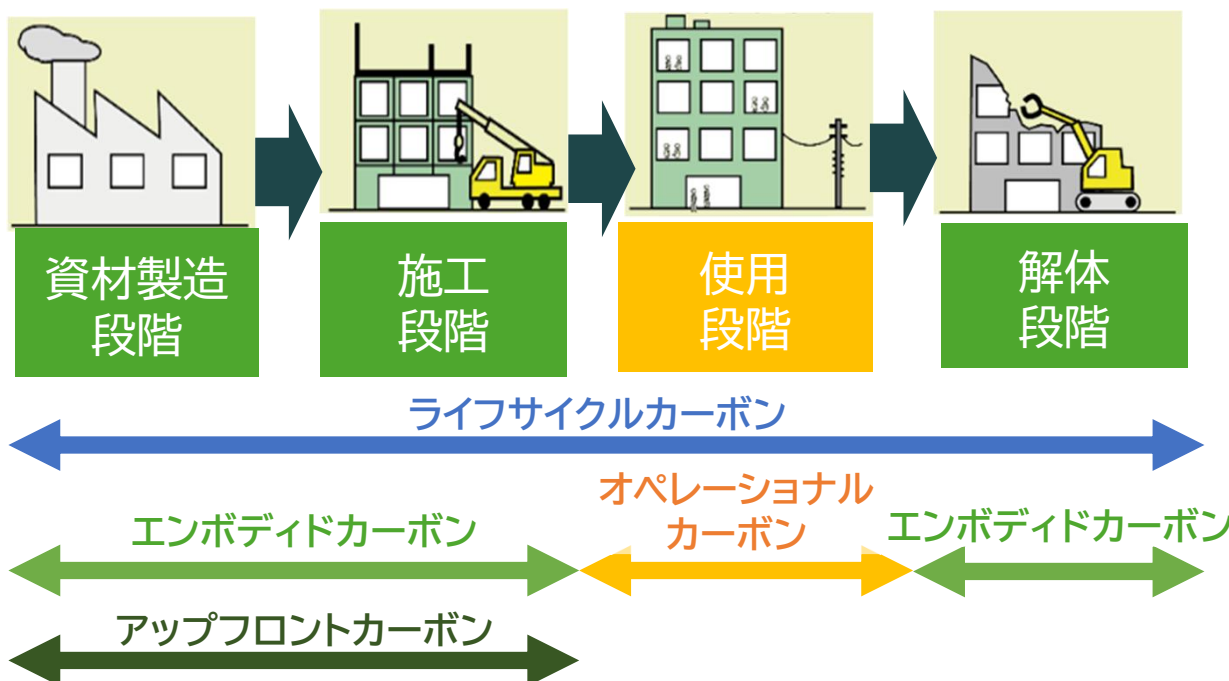 資材製造
段階
施工
段階
使用
段階
解体
段階
ライフサイクルカーボン
エンボディドカーボン
オペレーショナル
カーボン
エンボディドカーボン
アップフロントカーボン